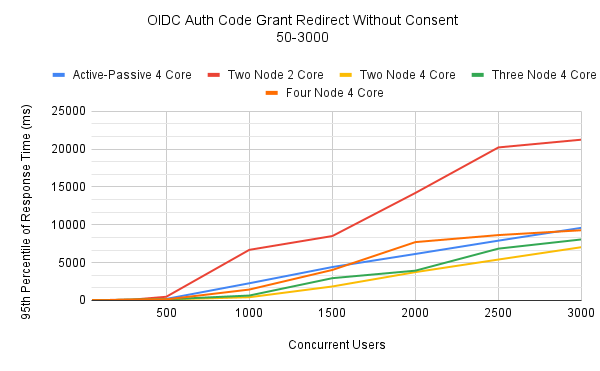 OIDC Auth Code Grant Redirect Without Consent
50-3000
Active-Passive 4 Core
Two Node 2 Core
Two Node 4 Core
Three Node 4 Core
Four Node 4 Core
95th Percentile of Response Time (ms)
25000
20000
15000
10000
5000
0
500
1000
1500
2000
2500
3000
Concurrent Users